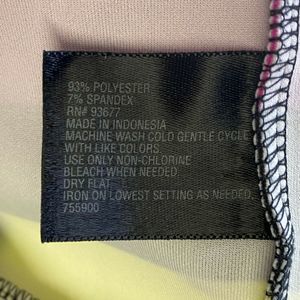 93% POLYESTER
7% SPANDEX
RN# 93677
MADE IN INDONESIA
MACHINE WASH COLD GENTLE CYCLE
WITH LIKE COLORS.
USE ONLY NON-CHLORINE
BLEACH WHEN NEEDED.
DRY FLAT
IRON ON LOWEST SETTING AS NEEDED.
755900